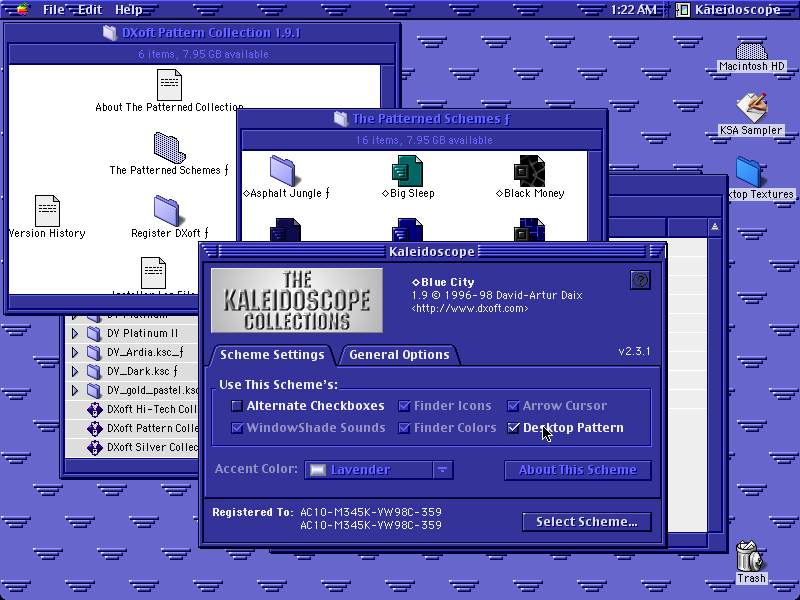 File Edit Help
1:22 AM Kaleidoscope
DXoft Pattern Collection 1.9.1
6 items, 7.95 GB available
About The Patterned Collection
The Patterned Schemes ƒ
Version History
Register DXoft ƒ
Macintosh HD
KSA Sampler
ktop Textures
Trash
The Patterned Schemes ƒ
16 items, 7.95 GB available
◇Asphalt Jungle ƒ
◇Big Sleep
◇Black Money
DV Platinum II
DV_Ardia.ksc_ƒ
DV_Dark.ksc ƒ
DV_gold_pastel.ksc
DXoft Hi-Tech Coll
DXoft Pattern Colle
DXoft Silver Collec
Kaleidoscope
THE
KALEIDOSCOPE
COLLECTIONS
◇Blue City
1.9 © 1996-98 David-Artur Daix
<http://www.dxoft.com>
?
v2.3.1
Scheme Settings
General Options
Use This Scheme's:
Alternate Checkboxes
Finder Icons
Arrow Cursor
WindowShade Sounds
Finder Colors
Desktop Pattern
Accent Color: Lavender
About This Scheme
Registered To: AC10-M345K-YW98C-359
AC10-M345K-YW98C-359
Select Scheme...